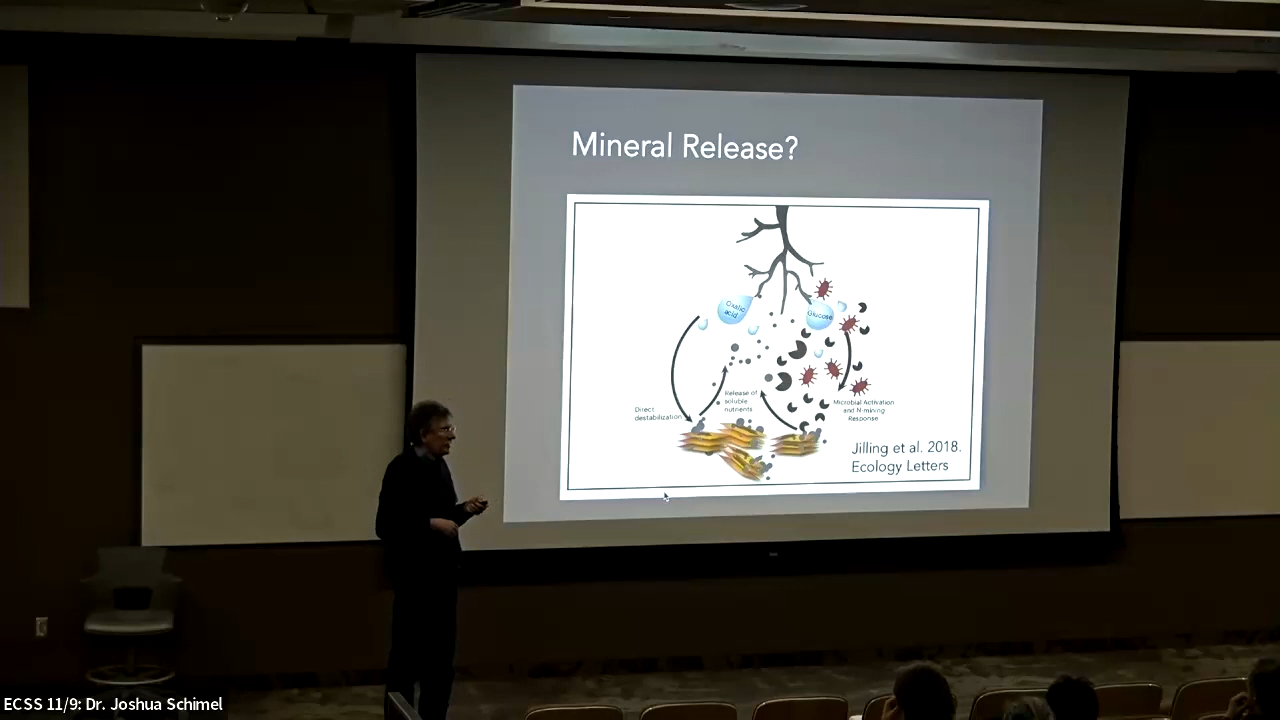 Mineral Release?
Oxalic
acid
Glucose
Release of
soluble
nutrients
Direct
destabilization
Microbial Activation
and N-mining
Response
Jilling et al. 2018.
Ecology Letters
ECSS 11/9: Dr. Joshua Schimel